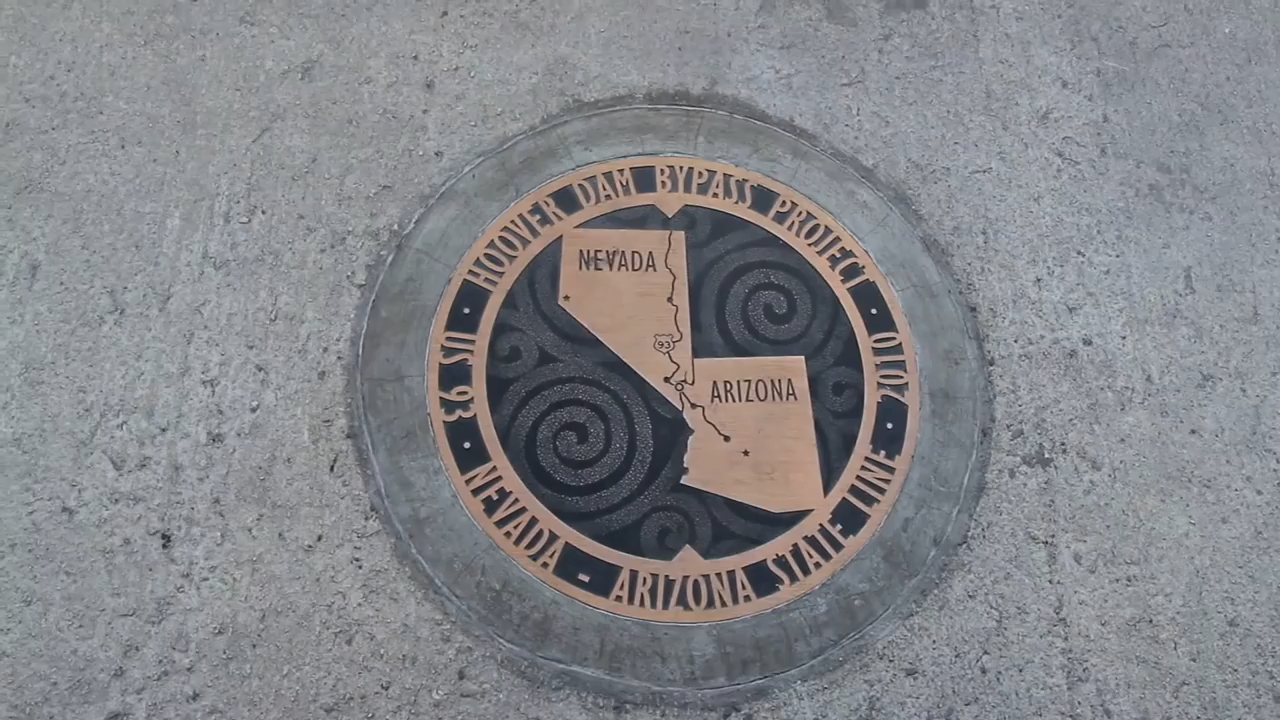 HOOVER DAM BYPASS PROJECT
2010
US 93
NEVADA - ARIZONA STATE LINE
NEVADA
93
ARIZONA